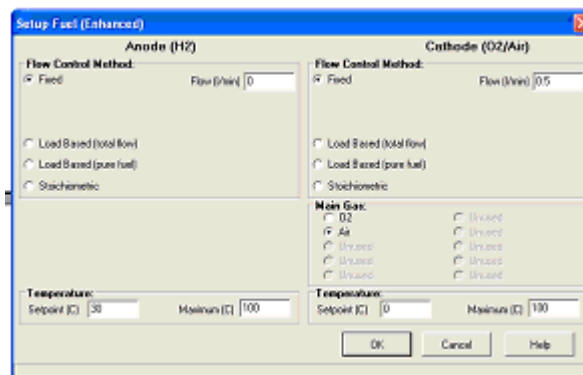 Setup Fuel (Enhanced)
Anode (H2)
Flow Control Method:
Fixed
Flow (l/min) 0
Load Based (total flow)
Load Based (pure fuel)
Stoichiometric
Temperature:
Setpoint (C) 30
Maximum (C) 100
Cathode (O2/Air)
Flow Control Method:
Fixed
Flow (l/min) 0.5
Load Based (total flow)
Load Based (pure fuel)
Stoichiometric
Main Gas:
O2
Unused
Air
Unused
Unused
Unused
Unused
Unused
Unused
Unused
Temperature:
Setpoint (C) 0
Maximum (C) 100
OK
Cancel
Help